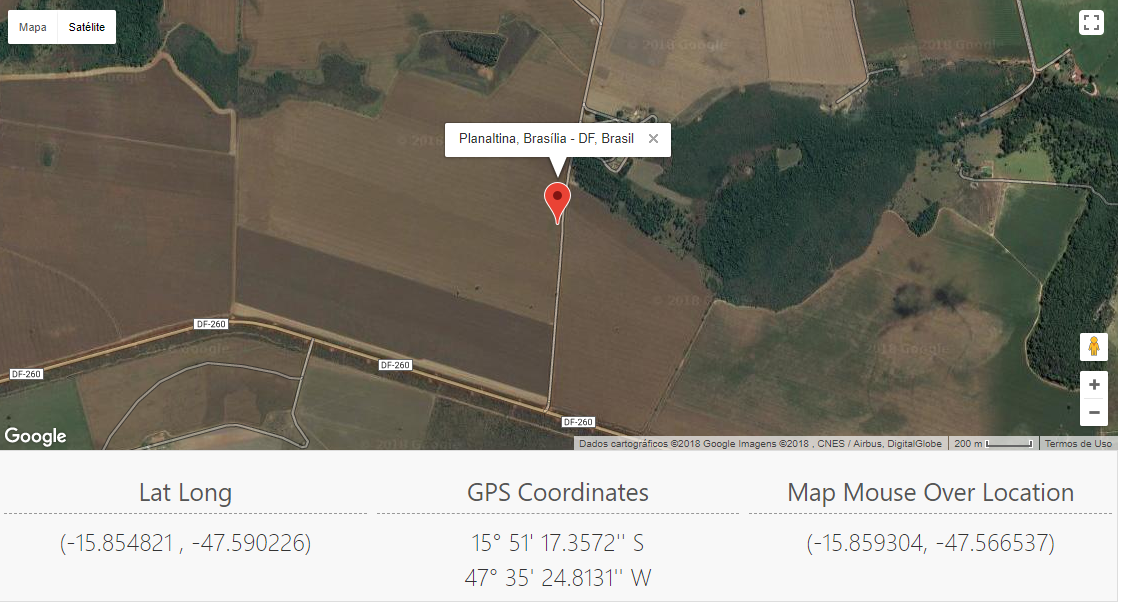 Mapa Satélite
© 2018 Google
© 2018 Google
Planaltina, Brasília - DF, Brasil
DF-260
DF-260
DF-260
DF-260
Google
Dados cartográficos ©2018 Google Imagens ©2018 , CNES / Airbus, DigitalGlobe 200 m Termos de Uso
Lat Long GPS Coordinates Map Mouse Over Location
(-15.854821 , -47.590226) 15° 51' 17.3572'' S (-15.859304, -47.566537)
47° 35' 24.8131'' W